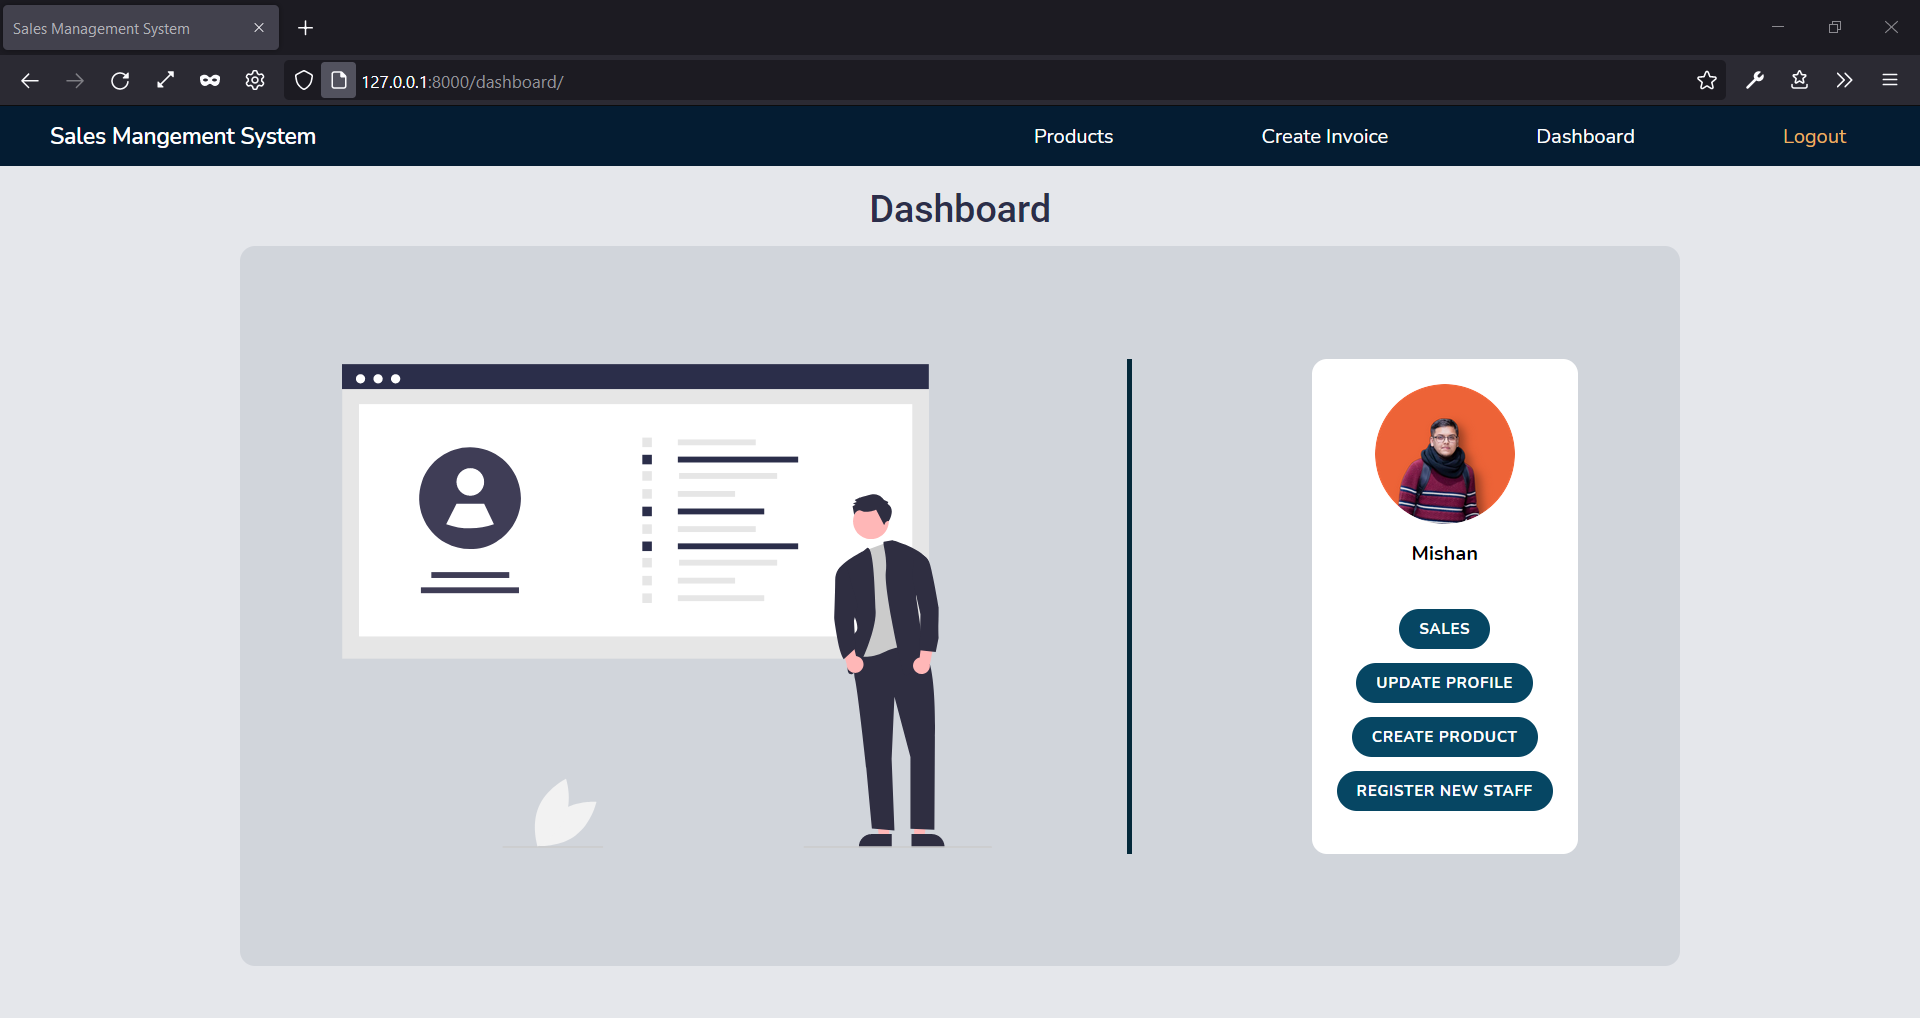 Sales Management System
127.0.0.1:8000/dashboard/
Sales Mangement System
Products
Create Invoice
Dashboard
Logout
Dashboard
Mishan
SALES
UPDATE PROFILE
CREATE PRODUCT
REGISTER NEW STAFF